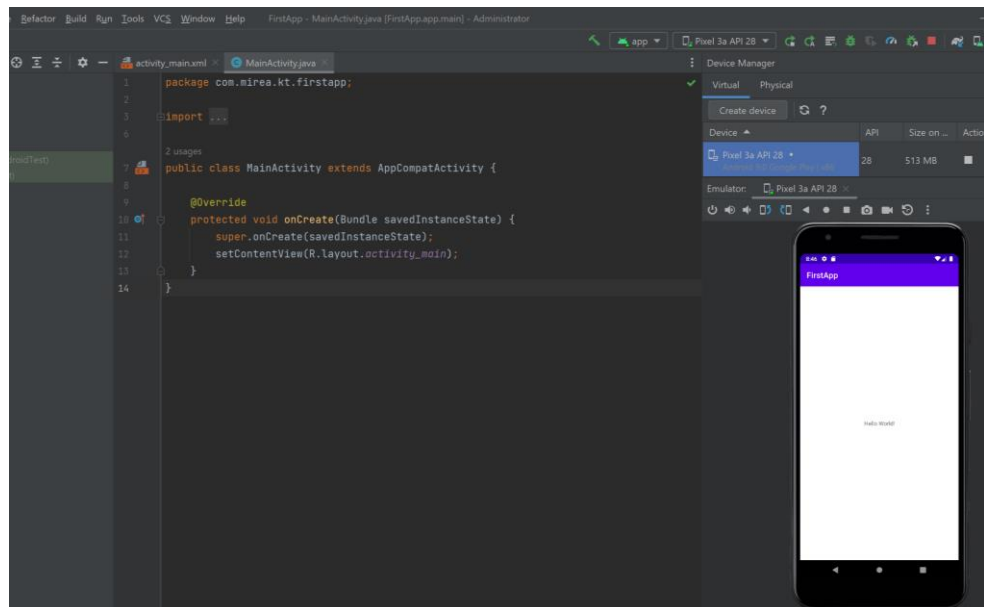 Refactor Build Run Tools VCS Window Help FirstApp - MainActivity.java [FirstApp.app.main] - Administrator
app Pixel 3a API 28
activity_main.xml MainActivity.java Device Manager
Virtual Physical
Create device ?
Device API Size on ... Actio
Pixel 3a API 28 28 513 MB
Emulator: Pixel 3a API 28
1 package com.mirea.kt.firstapp;
2
3 import ...
6
2 usages
7 public class MainActivity extends AppCompatActivity {
8
9 @Override
10 protected void onCreate(Bundle savedInstanceState) {
11 super.onCreate(savedInstanceState);
12 setContentView(R.layout.activity_main);
13 }
14 }
droidTest)
8:46
FirstApp
Hello World!